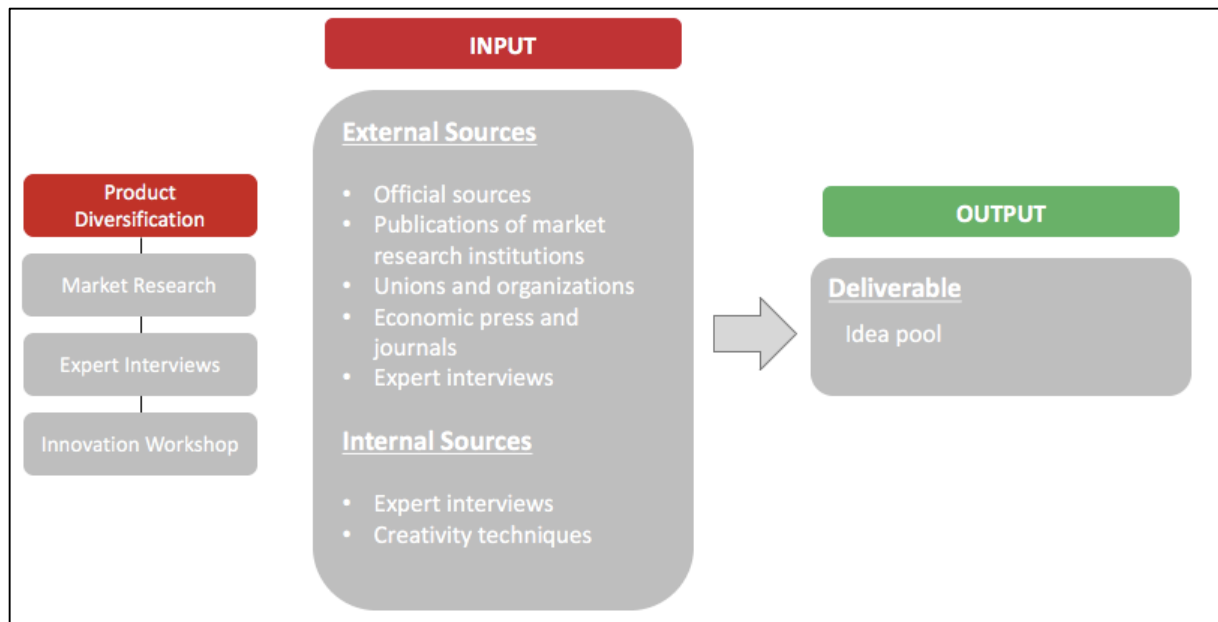 Product
Diversification
Market Research
Expert Interviews
Innovation Workshop
INPUT
External Sources
• Official sources
• Publications of market
research institutions
• Unions and organizations
• Economic press and
journals
• Expert interviews
Internal Sources
• Expert interviews
• Creativity techniques
OUTPUT
Deliverable
Idea pool